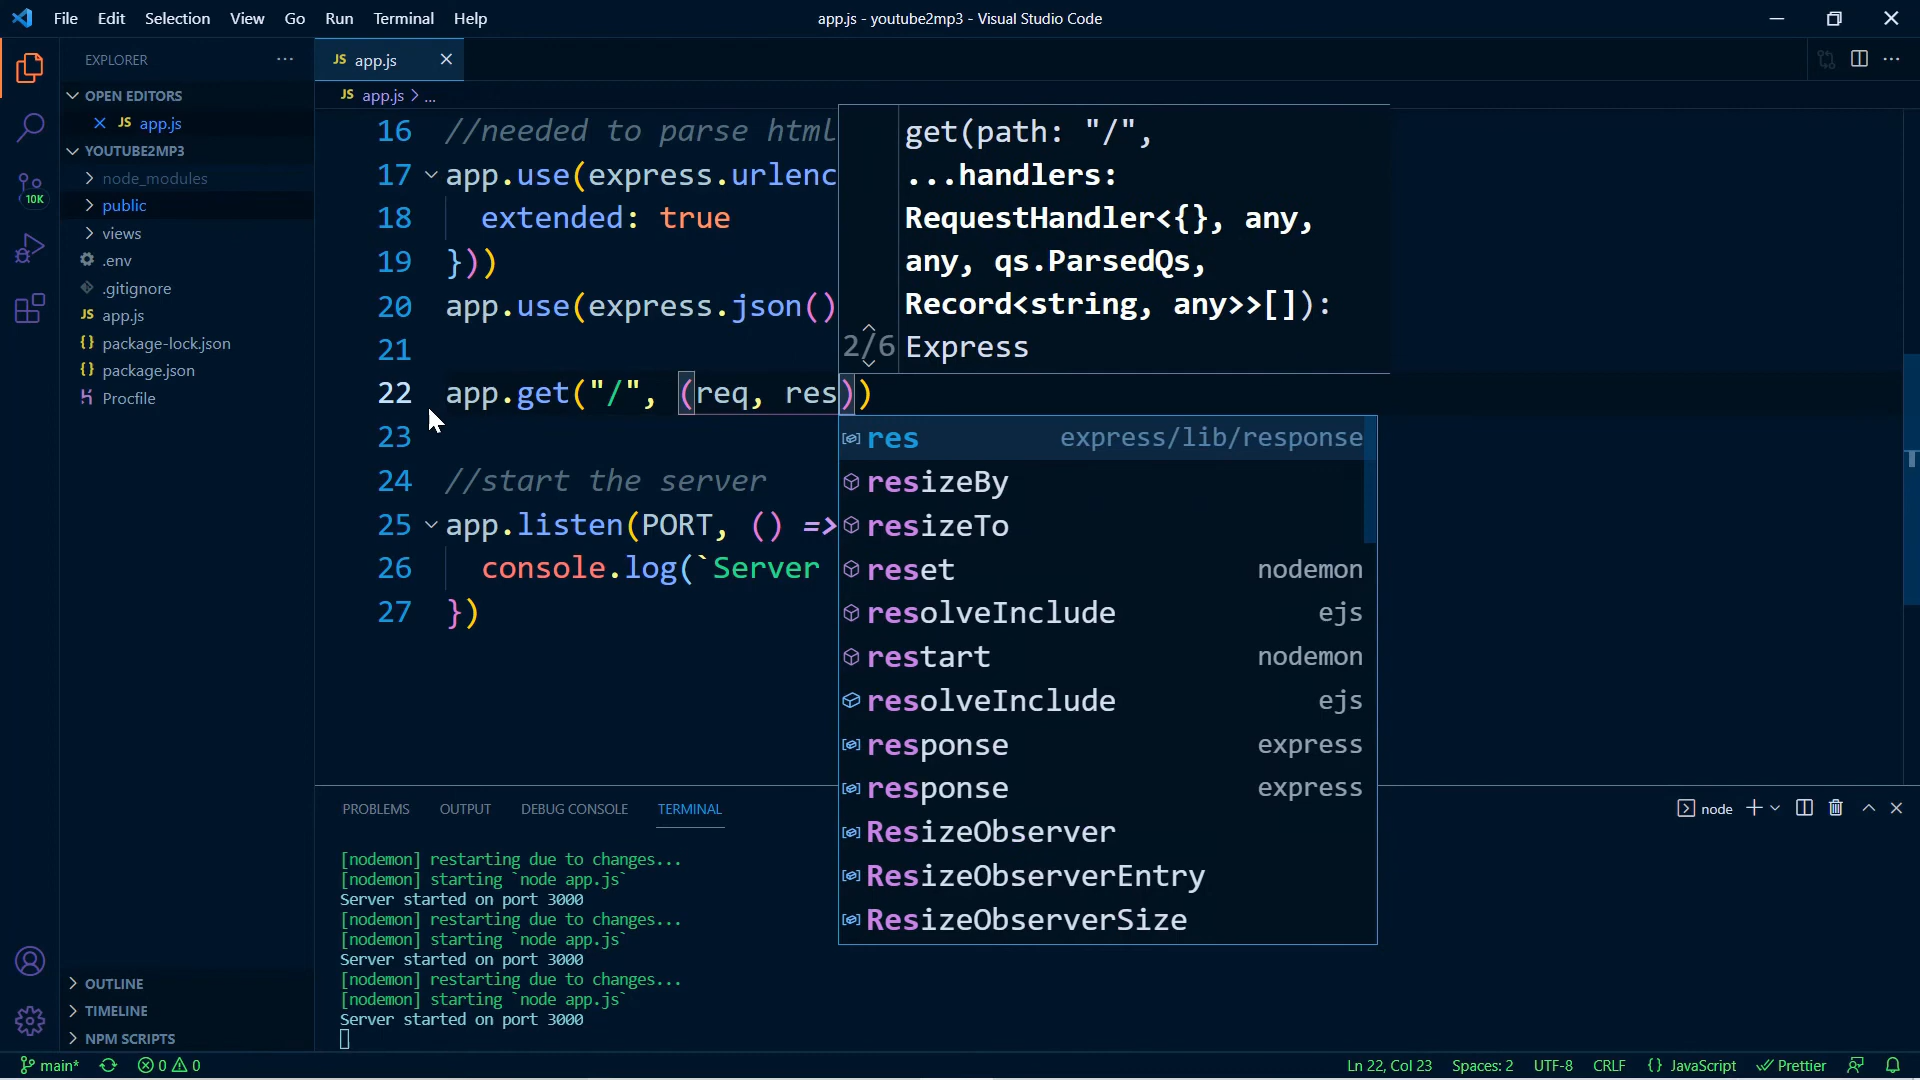 File Edit Selection View Go Run Terminal Help
app.js - youtube2mp3 - Visual Studio Code
EXPLORER
OPEN EDITORS
JS app.js
YOUTUBE2MP3
node_modules
public
views
.env
.gitignore
JS app.js
{} package-lock.json
{} package.json
Procfile
OUTLINE
TIMELINE
NPM SCRIPTS
10K
JS app.js
JS app.js > ...
16 //needed to parse html
17 app.use(express.urlenc
18 extended: true
19 }))
20 app.use(express.json()
21
22 app.get("/", (req, res))
23
24 //start the server
25 app.listen(PORT, () =>
26 console.log(`Server
27 })
get(path: "/",
...handlers:
RequestHandler<{}, any,
any, qs.ParsedQs,
Record<string, any>>[]):
2/6 Express
res express/lib/response
resizeBy
resizeTo
reset nodemon
resolveInclude ejs
restart nodemon
resolveInclude ejs
response express
response express
ResizeObserver
ResizeObserverEntry
ResizeObserverSize
PROBLEMS OUTPUT DEBUG CONSOLE TERMINAL
node
[nodemon] restarting due to changes...
[nodemon] starting `node app.js`
Server started on port 3000
[nodemon] restarting due to changes...
[nodemon] starting `node app.js`
Server started on port 3000
[nodemon] restarting due to changes...
[nodemon] starting `node app.js`
Server started on port 3000
main* 0 0
Ln 22, Col 23 Spaces: 2 UTF-8 CRLF {} JavaScript Prettier